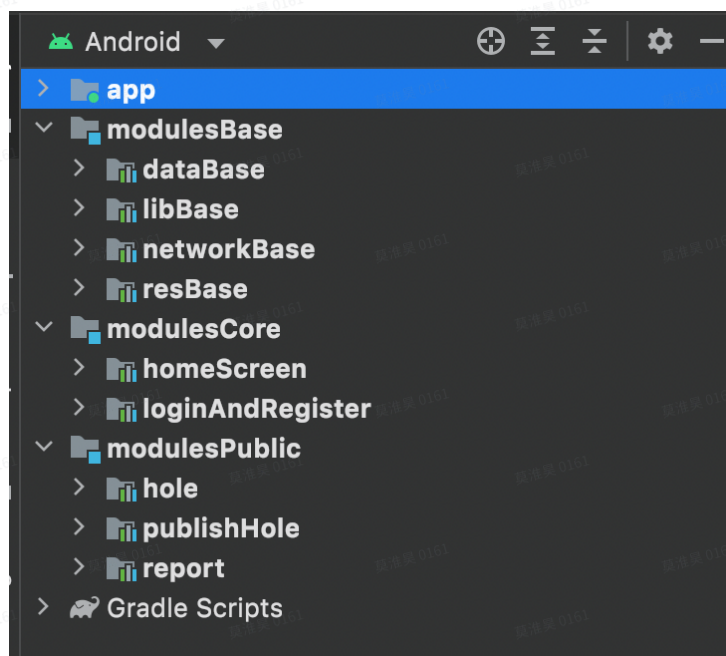 Android
app
modulesBase
dataBase
libBase
networkBase
resBase
modulesCore
homeScreen
loginAndRegister
modulesPublic
hole
publishHole
report
Gradle Scripts